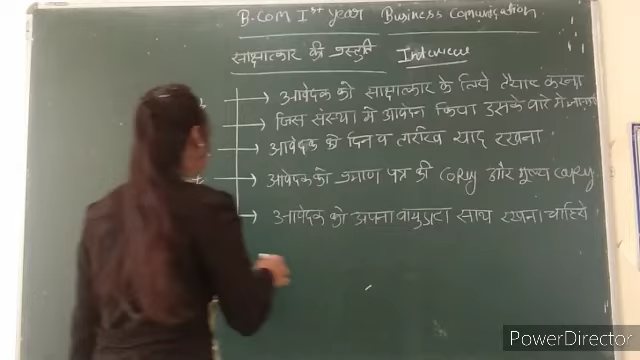 B.COM Ist year Business Comunication
साक्षात्कार की प्रस्तुति Interview
→ आवेदक को साक्षात्कार के लिये तैयार करना
→ जिस संस्था मे आवेदन किया उसके बारे मे
→ आवेदक को दिन व तारीख याद रखना
→ आवेदक को प्रमाण पत्र की copy और मूल copy
→ आवेदक को अपना बायुडाटा साथ रखना चाहिये
PowerDirector